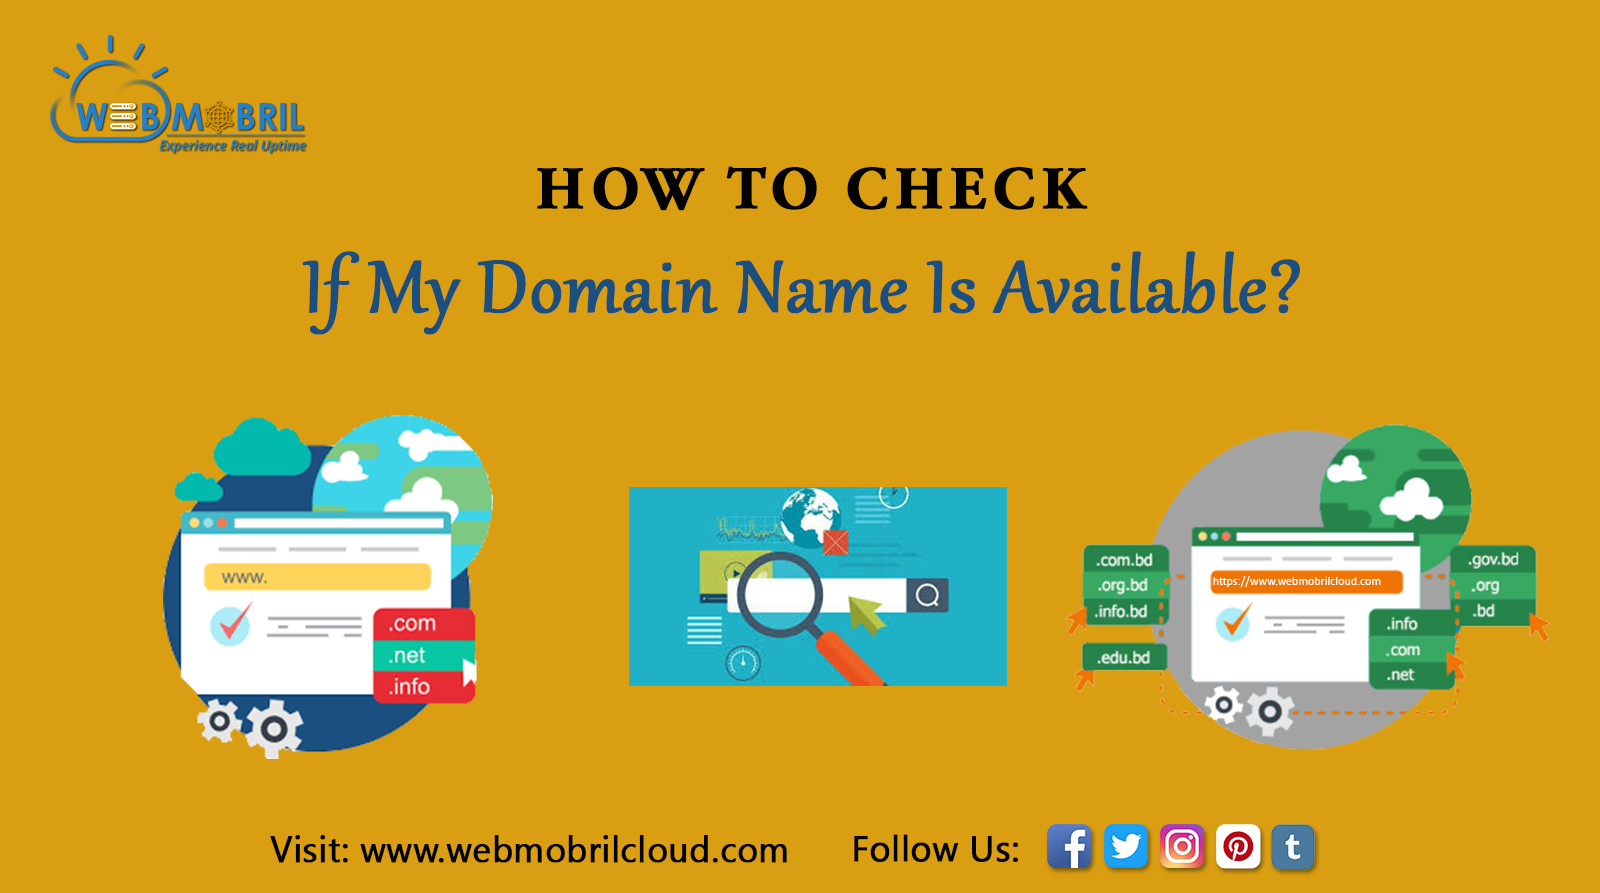 WEBMOBRIL
Experience Real Uptime
HOW TO CHECK
If My Domain Name Is Available?
www.
.com
.net
.info
.com.bd
.org.bd
.info.bd
.edu.bd
https://www.webmobrilcloud.com
.info
.com
.net
.gov.bd
.org
.bd
Visit: www.webmobrilcloud.com
Follow Us:
f
t